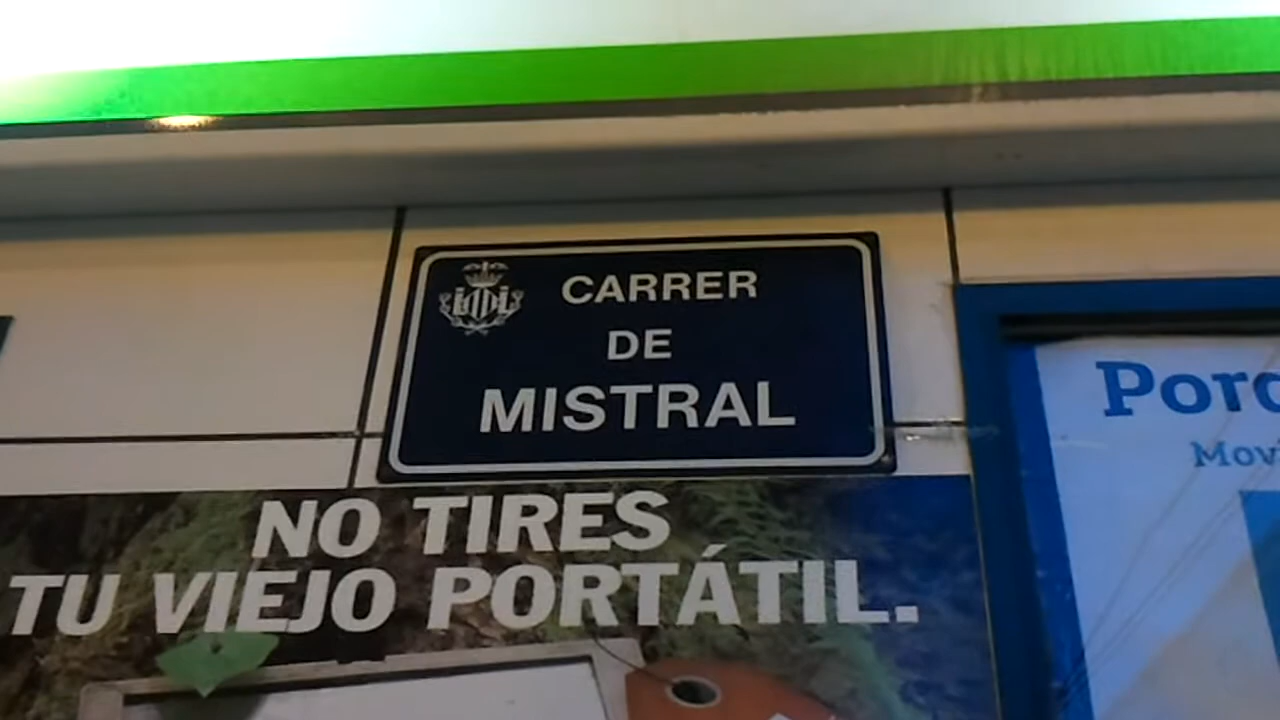 CARRER
DE
MISTRAL
NO TIRES
TU VIEJO PORTÁTIL.